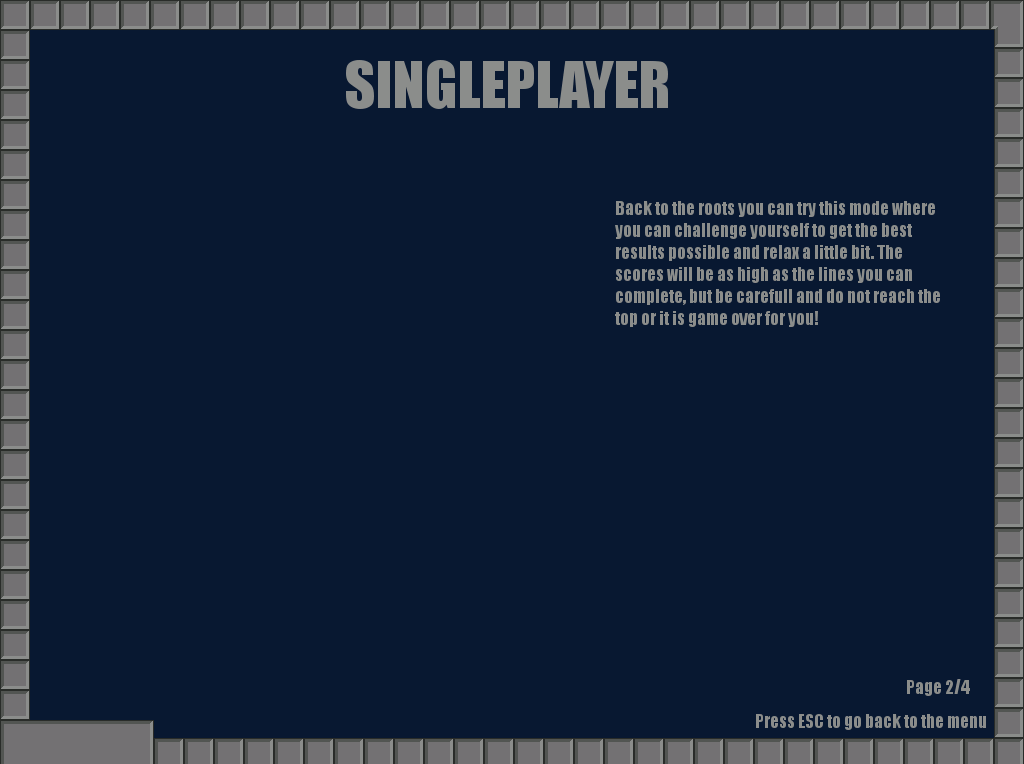 SINGLEPLAYER
Back to the roots you can try this mode where
you can challenge yourself to get the best
results possible and relax a little bit. The
scores will be as high as the lines you can
complete, but be carefull and do not reach the
top or it is game over for you!
Page 2/4
Press ESC to go back to the menu